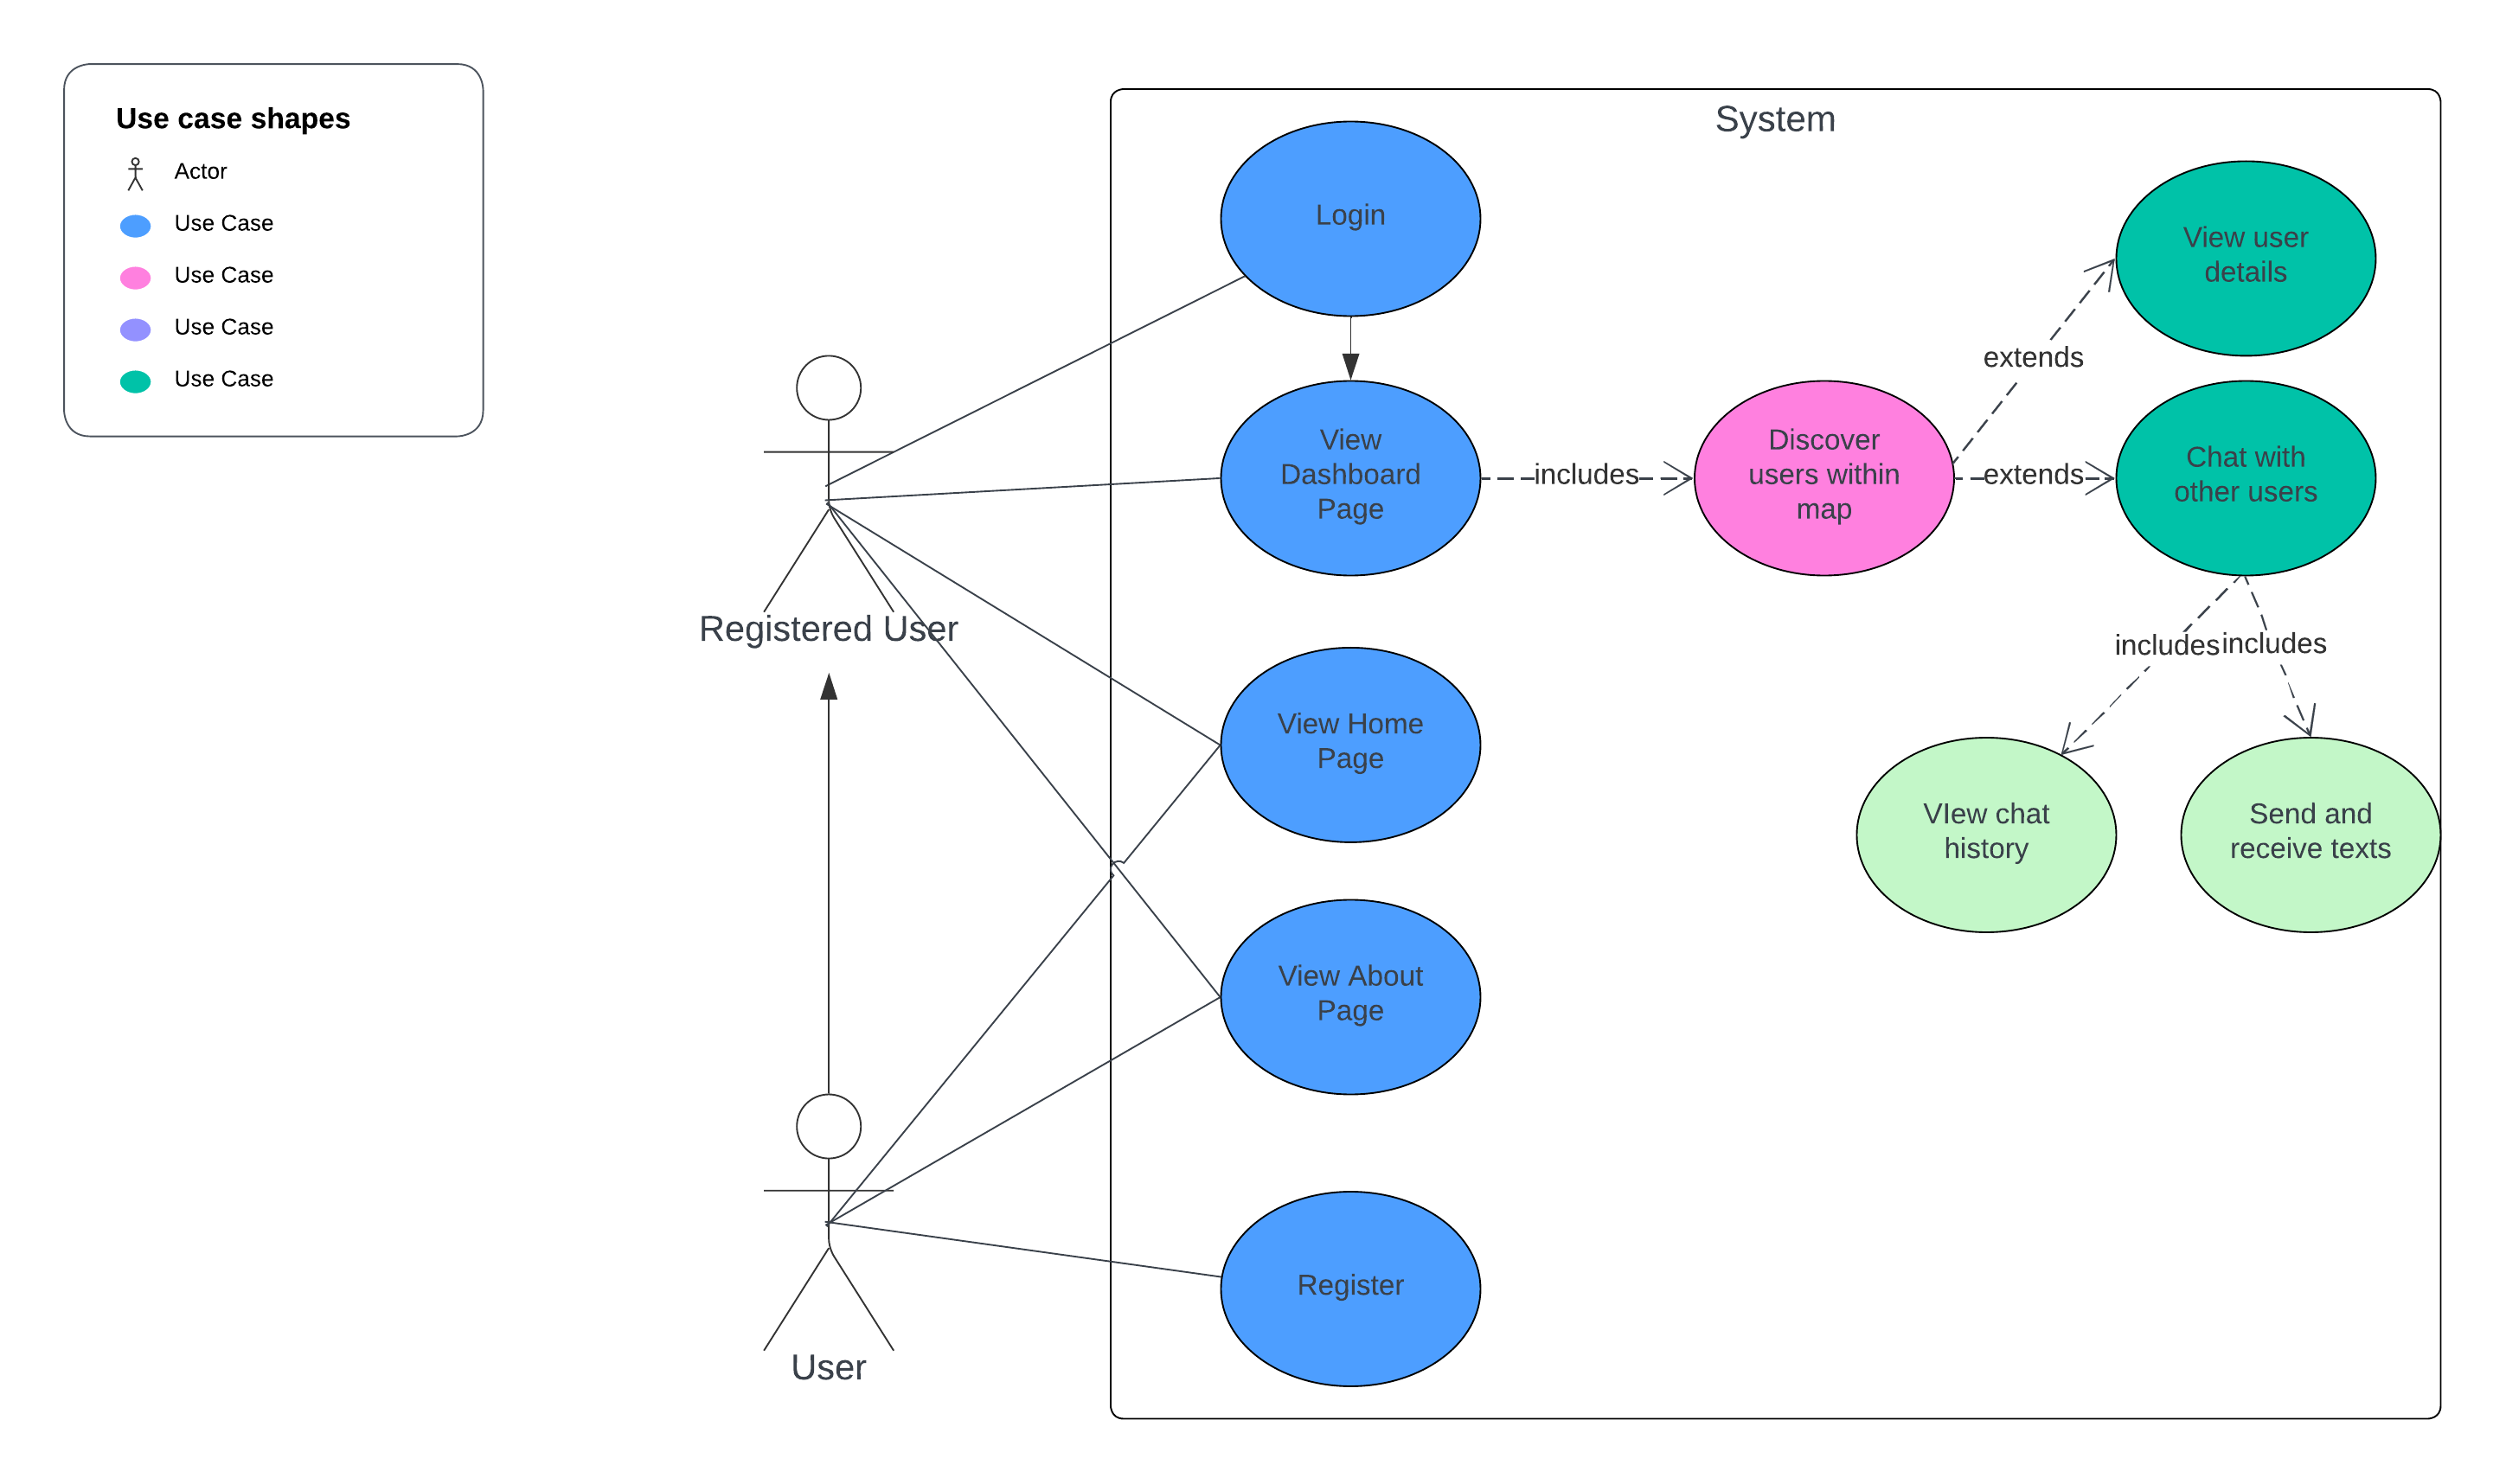 Use case shapes
Actor
Use Case
Use Case
Use Case
Use Case
System
Login
View user
details
extends
View
Dashboard
Page
includes
Discover
users within
map
extends
Chat with
other users
Registered User
includes
includes
View Home
Page
VIew chat
history
Send and
receive texts
View About
Page
Register
User